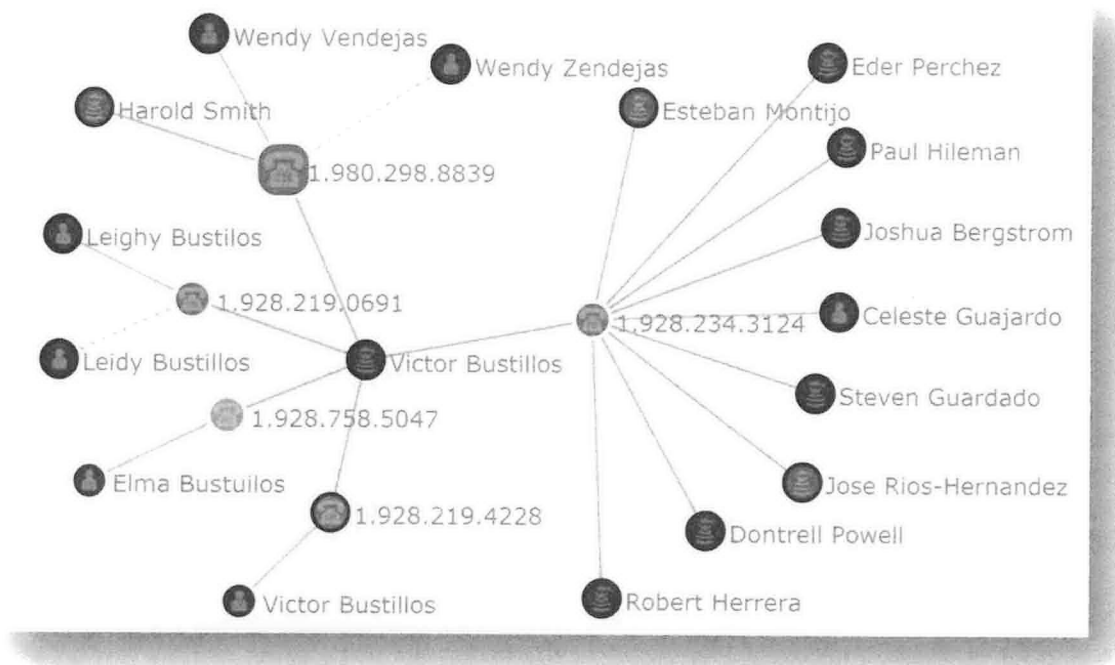 Wendy Vendejas
Wendy Zendejas
Eder Perchez
Harold Smith
Esteban Montijo
Paul Hileman
1.980.298.8839
Leighy Bustilos
Joshua Bergstrom
1.928.219.0691
1.928.234.3124
Celeste Guajardo
Leidy Bustillos
Victor Bustillos
Steven Guardado
1.928.758.5047
Elma Bustuilos
Jose Rios-Hernandez
1.928.219.4228
Dontrell Powell
Victor Bustillos
Robert Herrera